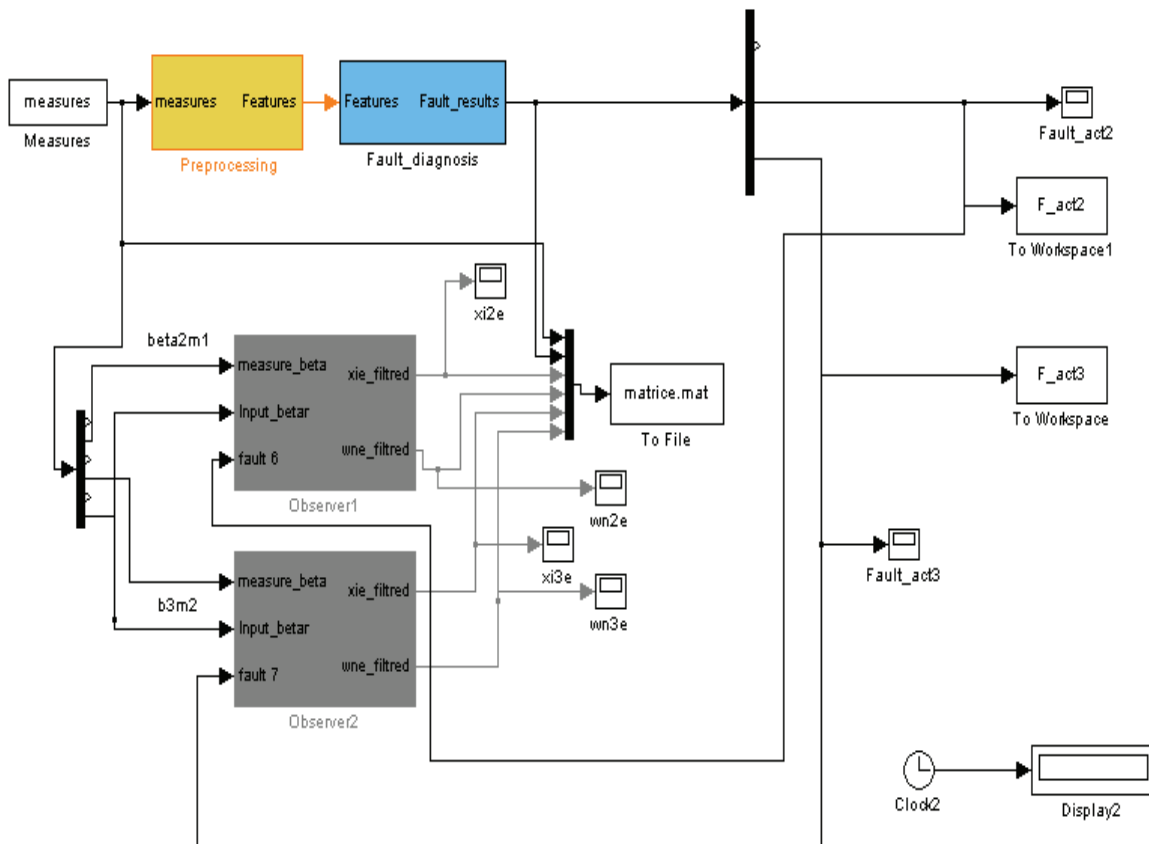 measures
Measures
measures Features
Preprocessing
Features Fault_results
Fault_diagnosis
Fault_act2
F_act2
To Workspace1
xi2e
beta2m1
measure_beta
Input_betar
fault 6
xie_filtred
wne_filtred
Observer1
matrice.mat
To File
F_act3
To Workspace
wn2e
xi3e
wn3e
Fault_act3
b3m2
measure_beta
Input_betar
fault 7
xie_filtred
wne_filtred
Observer2
Clock2
Display2